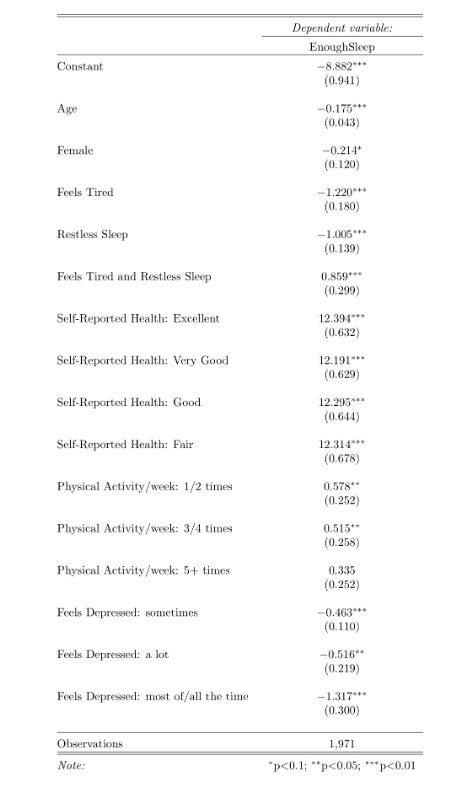 Dependent variable:
EnoughSleep
Constant −8.882***
(0.941)
Age −0.175***
(0.043)
Female −0.214*
(0.120)
Feels Tired −1.220***
(0.180)
Restless Sleep −1.005***
(0.139)
Feels Tired and Restless Sleep 0.859***
(0.299)
Self-Reported Health: Excellent 12.394***
(0.632)
Self-Reported Health: Very Good 12.191***
(0.629)
Self-Reported Health: Good 12.295***
(0.644)
Self-Reported Health: Fair 12.314***
(0.678)
Physical Activity/week: 1/2 times 0.578**
(0.252)
Physical Activity/week: 3/4 times 0.515**
(0.258)
Physical Activity/week: 5+ times 0.335
(0.252)
Feels Depressed: sometimes −0.463***
(0.110)
Feels Depressed: a lot −0.516**
(0.219)
Feels Depressed: most of/all the time −1.317***
(0.300)
Observations 1,971
Note: *p<0.1; **p<0.05; ***p<0.01